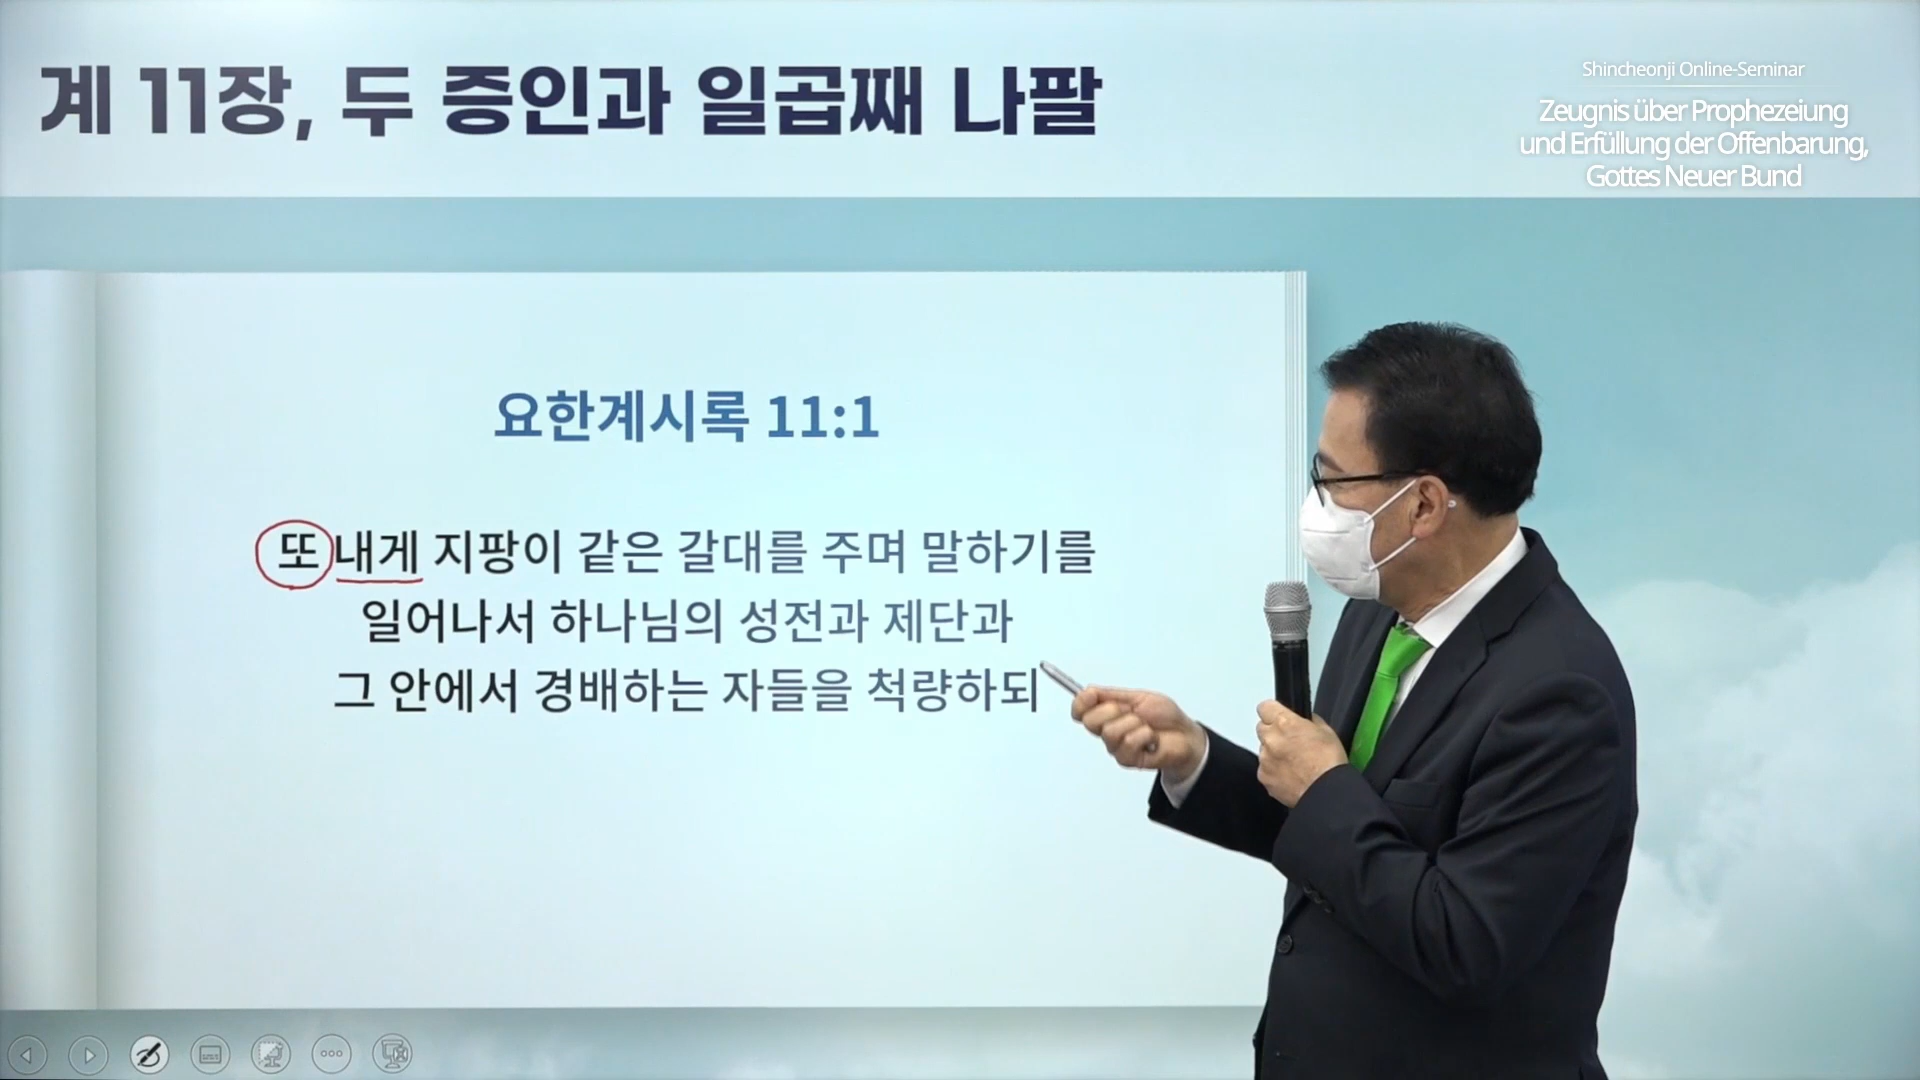 계 11장, 두 증인과 일곱째 나팔
Shincheonji Online-Seminar
Zeugnis über Prophezeiung
und Erfüllung der Offenbarung,
Gottes Neuer Bund
요한계시록 11:1
또 내게 지팡이 같은 갈대를 주며 말하기를
일어나서 하나님의 성전과 제단과
그 안에서 경배하는 자들을 척량하되